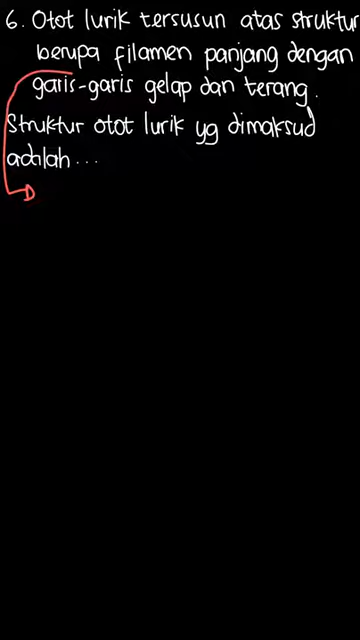 6. Otot lurik tersusun atas struktur
berupa filamen panjang dengan
garis-garis gelap dan terang.
Struktur otot lurik yg dimaksud
adilah...